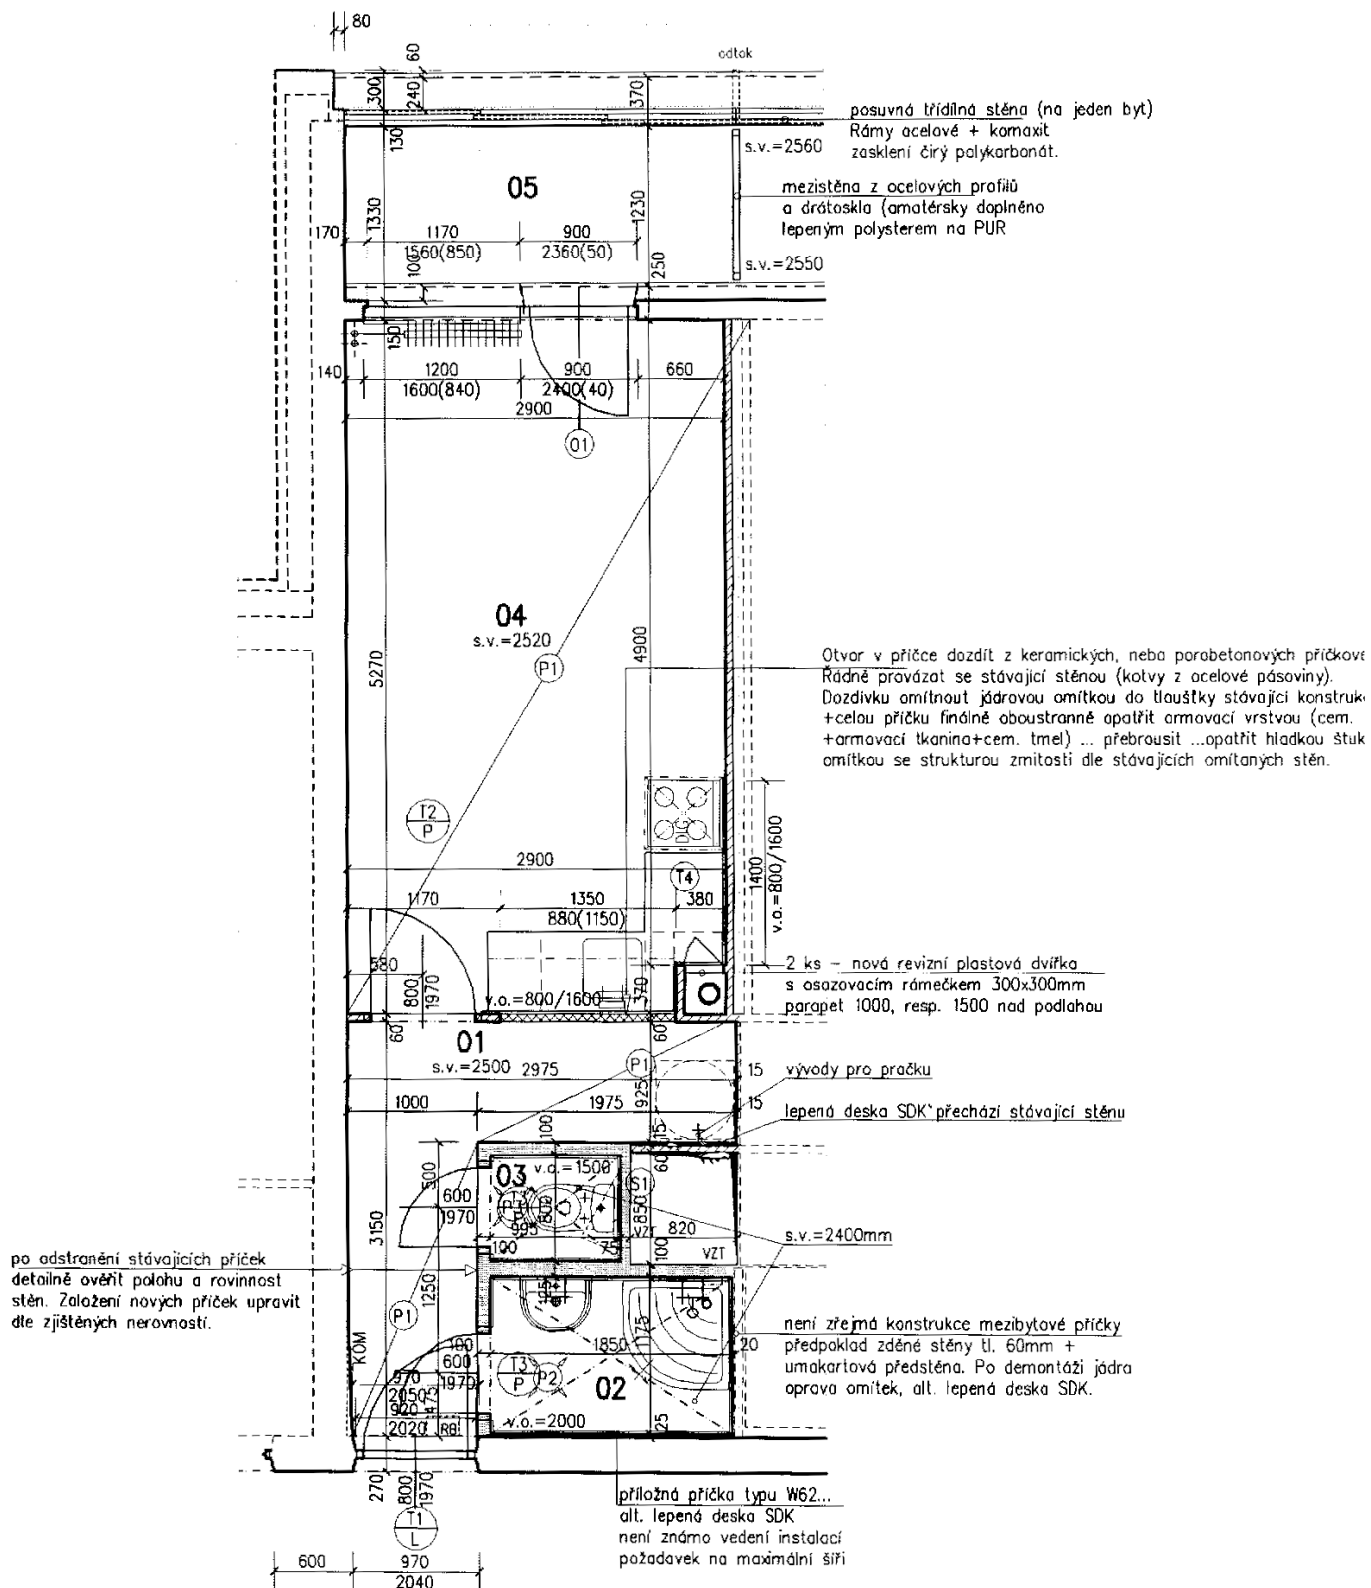 80
60
odtok
300
240
370
posuvná třídílná stěna (na jeden byt)
Rámy ocelové + komaxit
zasklení čirý polykarbonát.
130
s.v.=2560
05
mezistěna z ocelových profilů
a drátoskla (amatérsky doplněno
lepeným polysterem na PUR
1330
1230
170
1170
1560(850)
900
2360(50)
100
250
s.v.=2550
150
140
1200
1600(840)
900
2400(40)
660
2900
01
04
s.v.=2520
P1
5270
4900
Otvor v příčce dozdít z keramických, nebo porobetonových příčkove
Řádně provázat se stávající stěnou (kotvy z ocelové pásoviny).
Dozdívku omítnout jádrovou omítkou do tloušťky stávající konstruk
+celou příčku finálně oboustranně opatřit armovací vrstvou (cem.
+armovací tkanina+cem. tmel) ... přebrousit ...opatřit hladkou štuk
omítkou se strukturou zrnitosti dle stávajících omítaných stěn.
T2
P
2900
T4
1400
v.o.=800/1600
1170
1350
880(1150)
380
580
800
1970
v.o.=800/1600
370
2 ks – nová revizní plastová dvířka
s osazovacím rámečkem 300x300mm
parapet 1000, resp. 1500 nad podlahou
60
01
60
s.v.=2500
2975
P1
15
vývody pro pračku
1000
1975
925
15
lepená deska SDK přechází stávající stěnu
100
15
500
03
v.o.=1500
60
S1
600
1970
800
995
850
VZT
820
s.v.=2400mm
3150
100
75
100
VZT
po odstranění stávajících příček
detailně ověřit polohu a rovinnost
stěn. Založení nových příček upravit
dle zjištěných nerovností.
1250
P1
125
1175
není zřejmá konstrukce mezibytové příčky
předpoklad zděné stěny tl. 60mm +
umakartová předstěna. Po demontáži jádra
oprava omítek, alt. lepená deska SDK.
KOM
100
600
1850
20
970
1970
2050
T3
P
P2
02
920
475
2020
RB
v.o.=2000
25
270
800
1970
T1
L
příložná příčka typu W62...
alt. lepená deska SDK
není známo vedení instalací
požadavek na maximální šíři
600
970
2040